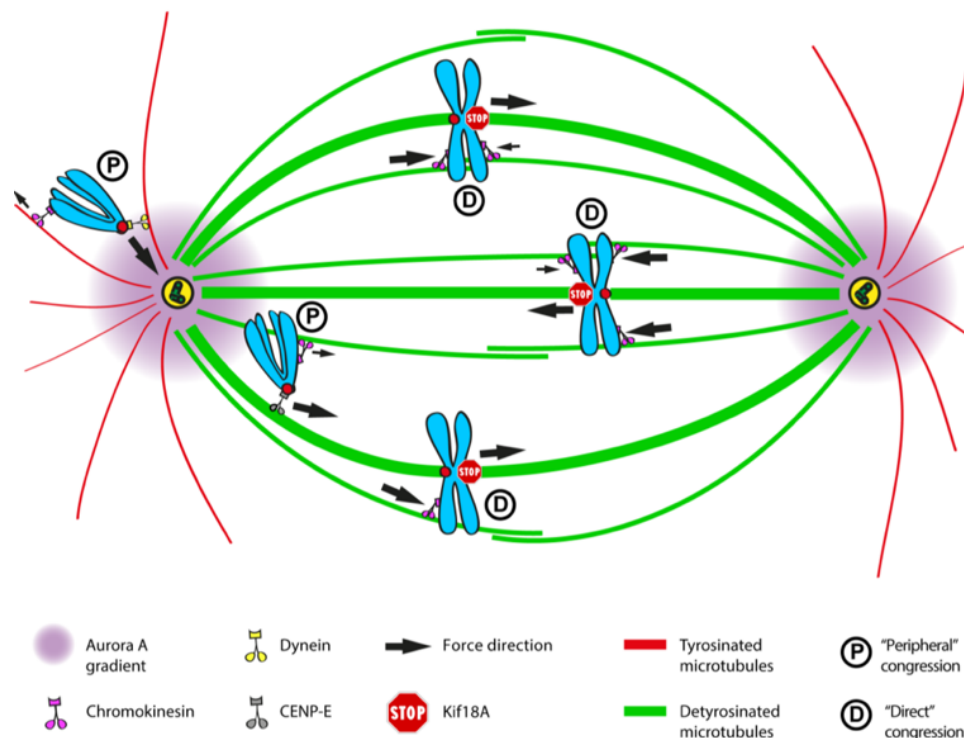 STOP
P
D
D
STOP
P
STOP
D
Aurora A
gradient
Dynein
Force direction
Tyrosinated
microtubules
P
"Peripheral"
congression
Chromokinesin
CENP-E
STOP
Kif18A
Detyrosinated
microtubules
D
"Direct"
congression